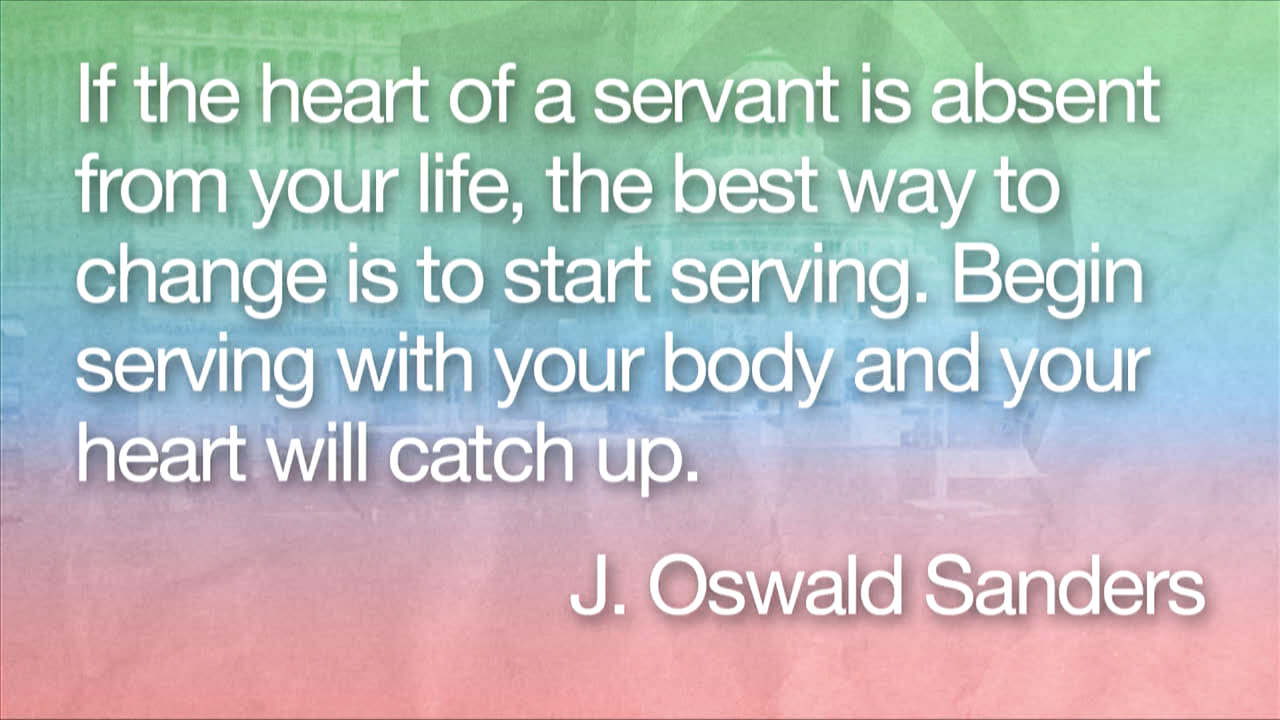 If the heart of a servant is absent
from your life, the best way to
change is to start serving. Begin
serving with your body and your
heart will catch up.
J. Oswald Sanders